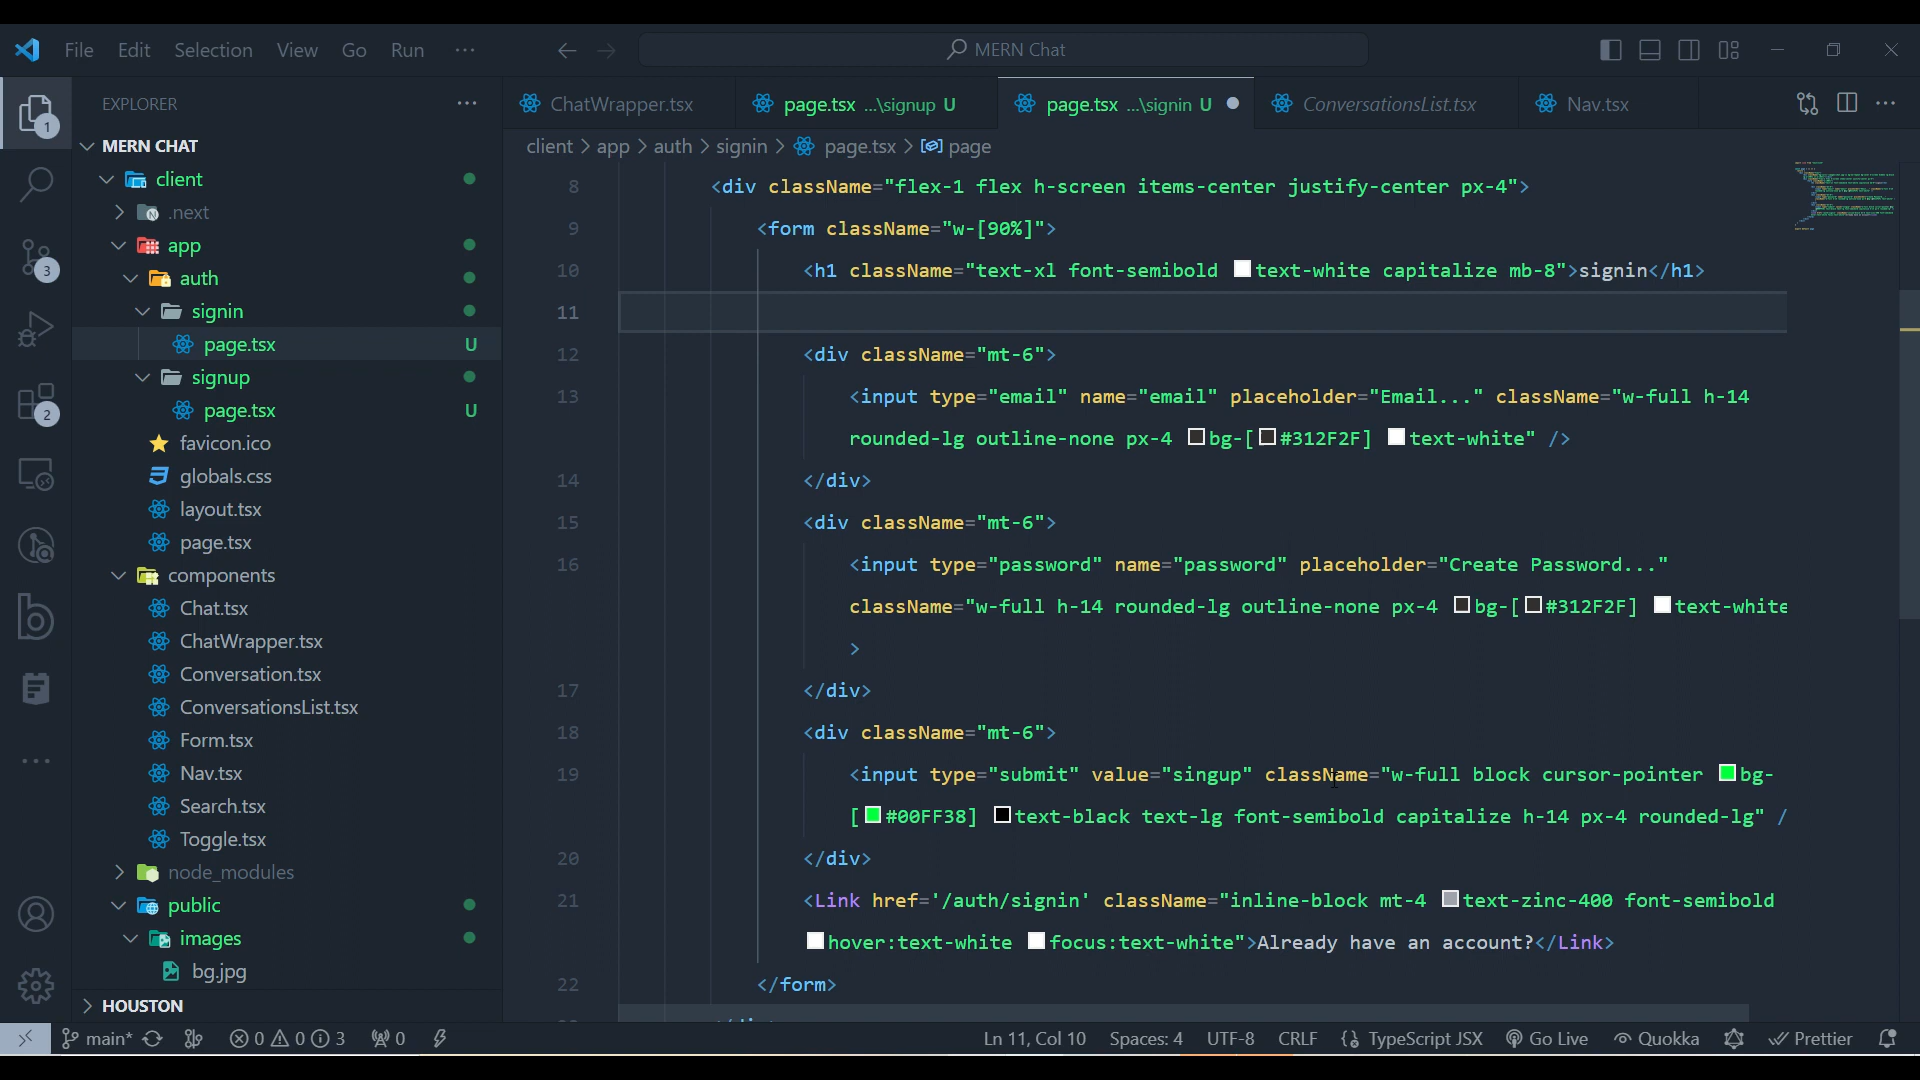 File Edit Selection View Go Run ··· MERN Chat
EXPLORER ···
MERN CHAT
client
.next
app
auth
signin
page.tsx U
signup
page.tsx U
favicon.ico
globals.css
layout.tsx
page.tsx
components
Chat.tsx
ChatWrapper.tsx
Conversation.tsx
ConversationsList.tsx
Form.tsx
Nav.tsx
Search.tsx
Toggle.tsx
node_modules
public
images
bg.jpg
HOUSTON
1
3
2
ChatWrapper.tsx page.tsx ...\signup U page.tsx ...\signin U ConversationsList.tsx Nav.tsx
client > app > auth > signin > page.tsx > page
8 <div className="flex-1 flex h-screen items-center justify-center px-4">
9 <form className="w-[90%]">
10 <h1 className="text-xl font-semibold text-white capitalize mb-8">signin</h1>
11
12 <div className="mt-6">
13 <input type="email" name="email" placeholder="Email..." className="w-full h-14
rounded-lg outline-none px-4 bg-[#312F2F] text-white" />
14 </div>
15 <div className="mt-6">
16 <input type="password" name="password" placeholder="Create Password..."
className="w-full h-14 rounded-lg outline-none px-4 bg-[#312F2F] text-white
>
17 </div>
18 <div className="mt-6">
19 <input type="submit" value="singup" className="w-full block cursor-pointer bg-
[#00FF38] text-black text-lg font-semibold capitalize h-14 px-4 rounded-lg" /
20 </div>
21 <Link href='/auth/signin' className="inline-block mt-4 text-zinc-400 font-semibold
hover:text-white focus:text-white">Already have an account?</Link>
22 </form>
main* 0 0 3 0 Ln 11, Col 10 Spaces: 4 UTF-8 CRLF TypeScript JSX Go Live Quokka Prettier